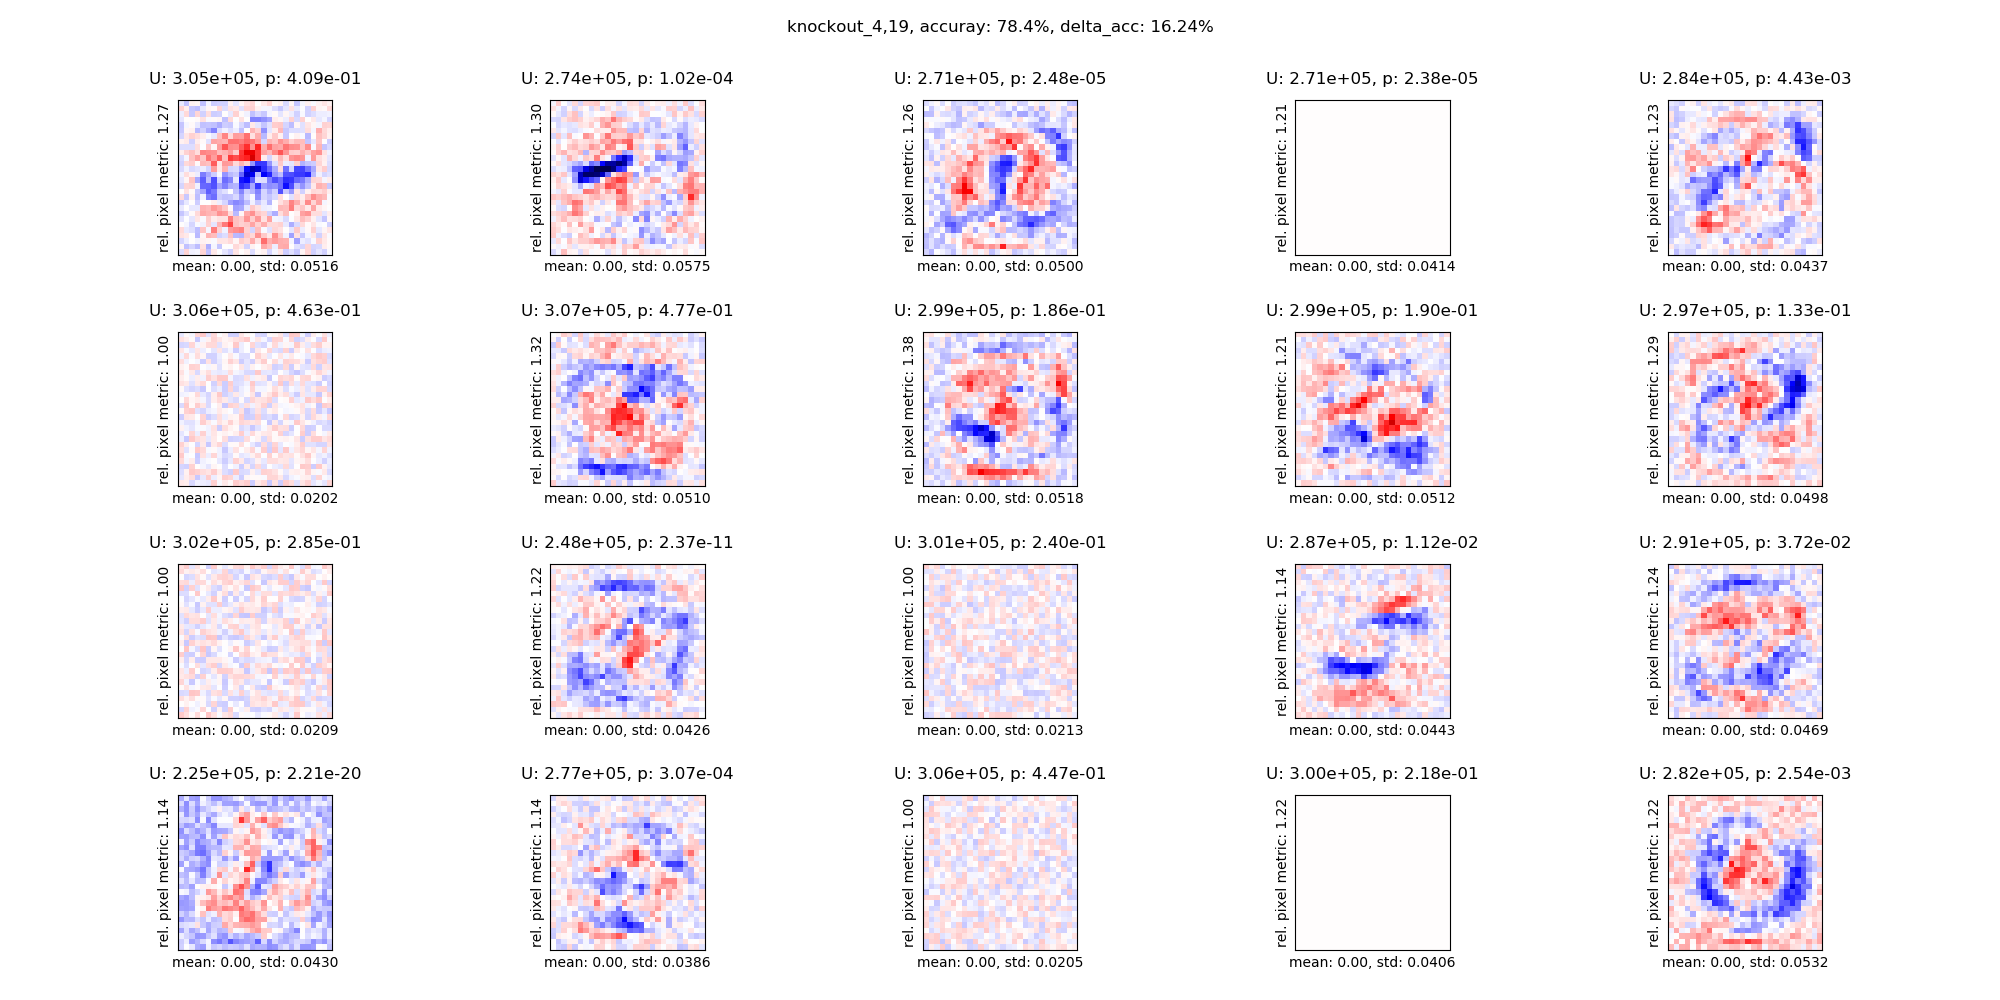 knockout_4,19, accuray: 78.4%, delta_acc: 16.24%
U: 3.05e+05, p: 4.09e-01
rel. pixel metric: 1.27
mean: 0.00, std: 0.0516
U: 2.74e+05, p: 1.02e-04
rel. pixel metric: 1.30
mean: 0.00, std: 0.0575
U: 2.71e+05, p: 2.48e-05
rel. pixel metric: 1.26
mean: 0.00, std: 0.0500
U: 2.71e+05, p: 2.38e-05
rel. pixel metric: 1.21
mean: 0.00, std: 0.0414
U: 2.84e+05, p: 4.43e-03
rel. pixel metric: 1.23
mean: 0.00, std: 0.0437
U: 3.06e+05, p: 4.63e-01
rel. pixel metric: 1.00
mean: 0.00, std: 0.0202
U: 3.07e+05, p: 4.77e-01
rel. pixel metric: 1.32
mean: 0.00, std: 0.0510
U: 2.99e+05, p: 1.86e-01
rel. pixel metric: 1.38
mean: 0.00, std: 0.0518
U: 2.99e+05, p: 1.90e-01
rel. pixel metric: 1.21
mean: 0.00, std: 0.0512
U: 2.97e+05, p: 1.33e-01
rel. pixel metric: 1.29
mean: 0.00, std: 0.0498
U: 3.02e+05, p: 2.85e-01
rel. pixel metric: 1.00
mean: 0.00, std: 0.0209
U: 2.48e+05, p: 2.37e-11
rel. pixel metric: 1.22
mean: 0.00, std: 0.0426
U: 3.01e+05, p: 2.40e-01
rel. pixel metric: 1.00
mean: 0.00, std: 0.0213
U: 2.87e+05, p: 1.12e-02
rel. pixel metric: 1.14
mean: 0.00, std: 0.0443
U: 2.91e+05, p: 3.72e-02
rel. pixel metric: 1.24
mean: 0.00, std: 0.0469
U: 2.25e+05, p: 2.21e-20
rel. pixel metric: 1.14
mean: 0.00, std: 0.0430
U: 2.77e+05, p: 3.07e-04
rel. pixel metric: 1.14
mean: 0.00, std: 0.0386
U: 3.06e+05, p: 4.47e-01
rel. pixel metric: 1.00
mean: 0.00, std: 0.0205
U: 3.00e+05, p: 2.18e-01
rel. pixel metric: 1.22
mean: 0.00, std: 0.0406
U: 2.82e+05, p: 2.54e-03
rel. pixel metric: 1.22
mean: 0.00, std: 0.0532